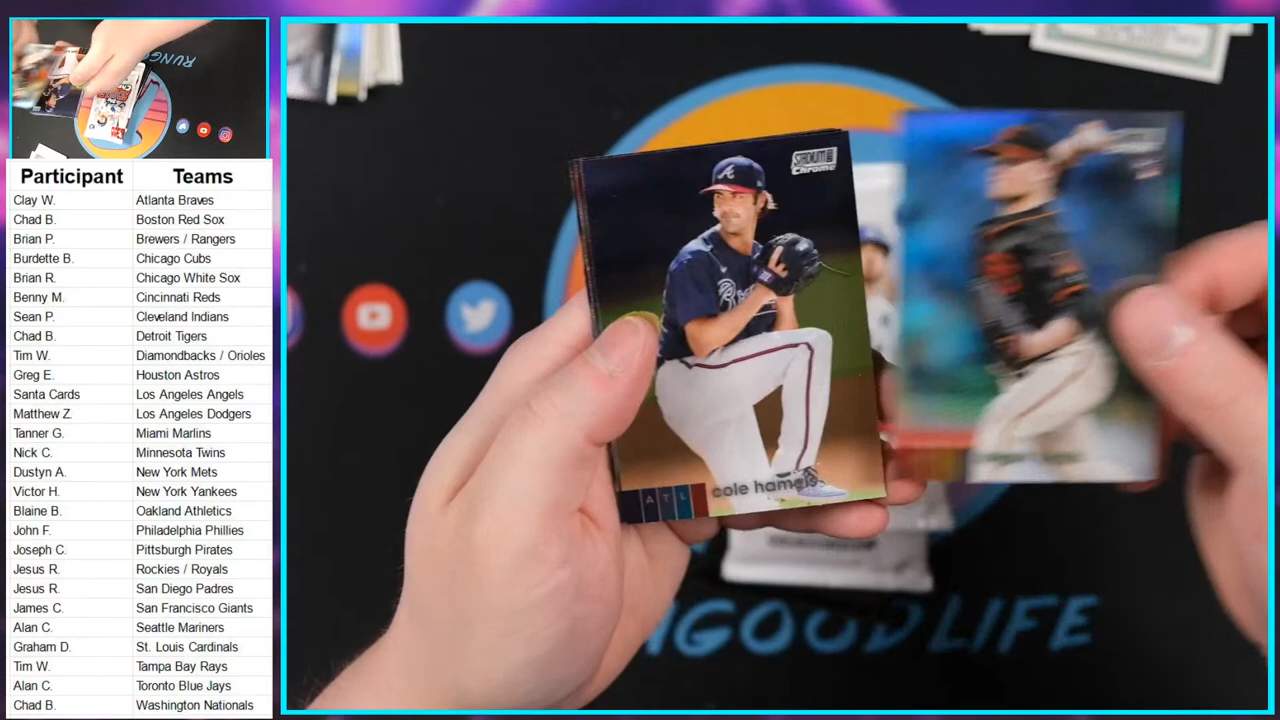 Participant Teams
Clay W. Atlanta Braves
Chad B. Boston Red Sox
Brian P. Brewers / Rangers
Burdette B. Chicago Cubs
Brian R. Chicago White Sox
Benny M. Cincinnati Reds
Sean P. Cleveland Indians
Chad B. Detroit Tigers
Tim W. Diamondbacks / Orioles
Greg E. Houston Astros
Santa Cards Los Angeles Angels
Matthew Z. Los Angeles Dodgers
Tanner G. Miami Marlins
Nick C. Minnesota Twins
Dustyn A. New York Mets
Victor H. New York Yankees
Blaine B. Oakland Athletics
John F. Philadelphia Phillies
Joseph C. Pittsburgh Pirates
Jesus R. Rockies / Royals
Jesus R. San Diego Padres
James C. San Francisco Giants
Alan C. Seattle Mariners
Graham D. St. Louis Cardinals
Tim W. Tampa Bay Rays
Alan C. Toronto Blue Jays
Chad B. Washington Nationals
RUNGOOD
STADIUM
Chrome
A
ATL cole hamels
NGOODLIFE